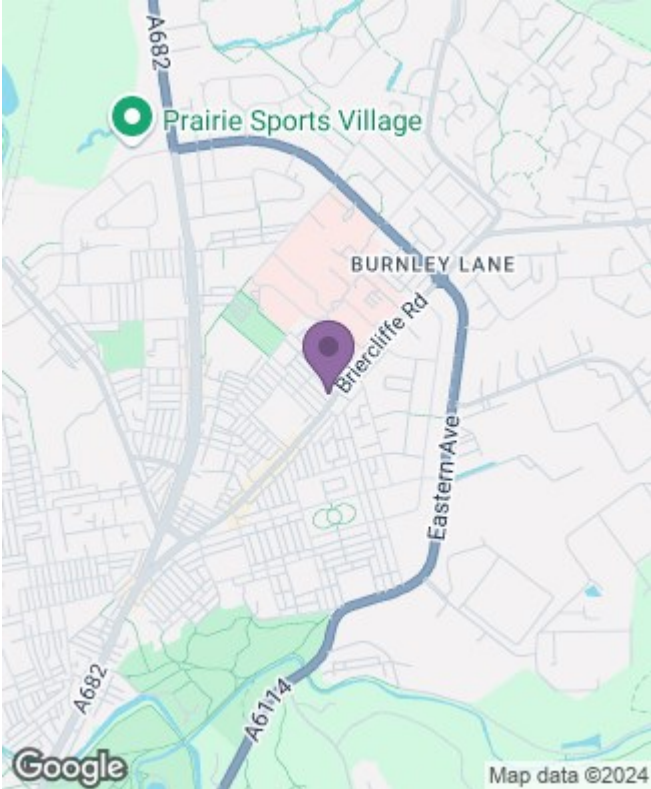 A682
Prairie Sports Village
BURNLEY LANE
Briercliffe Rd
Eastern Ave
A682
A6114
Google
Map data ©2024